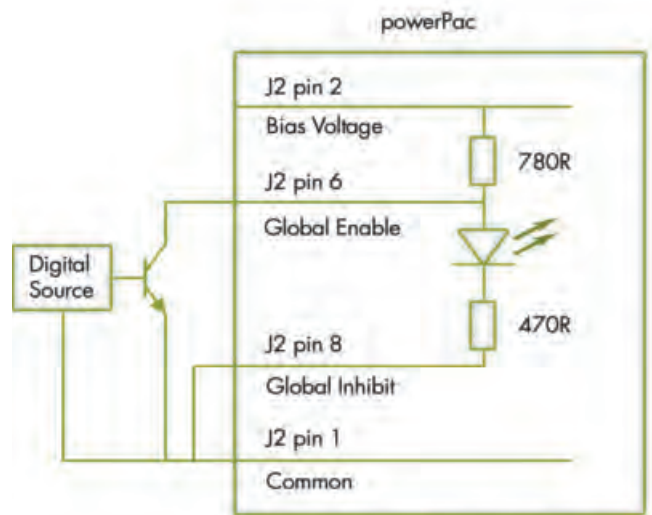 powerPac
J2 pin 2
Bias Voltage
780R
J2 pin 6
Global Enable
Digital
Source
470R
J2 pin 8
Global Inhibit
J2 pin 1
Common